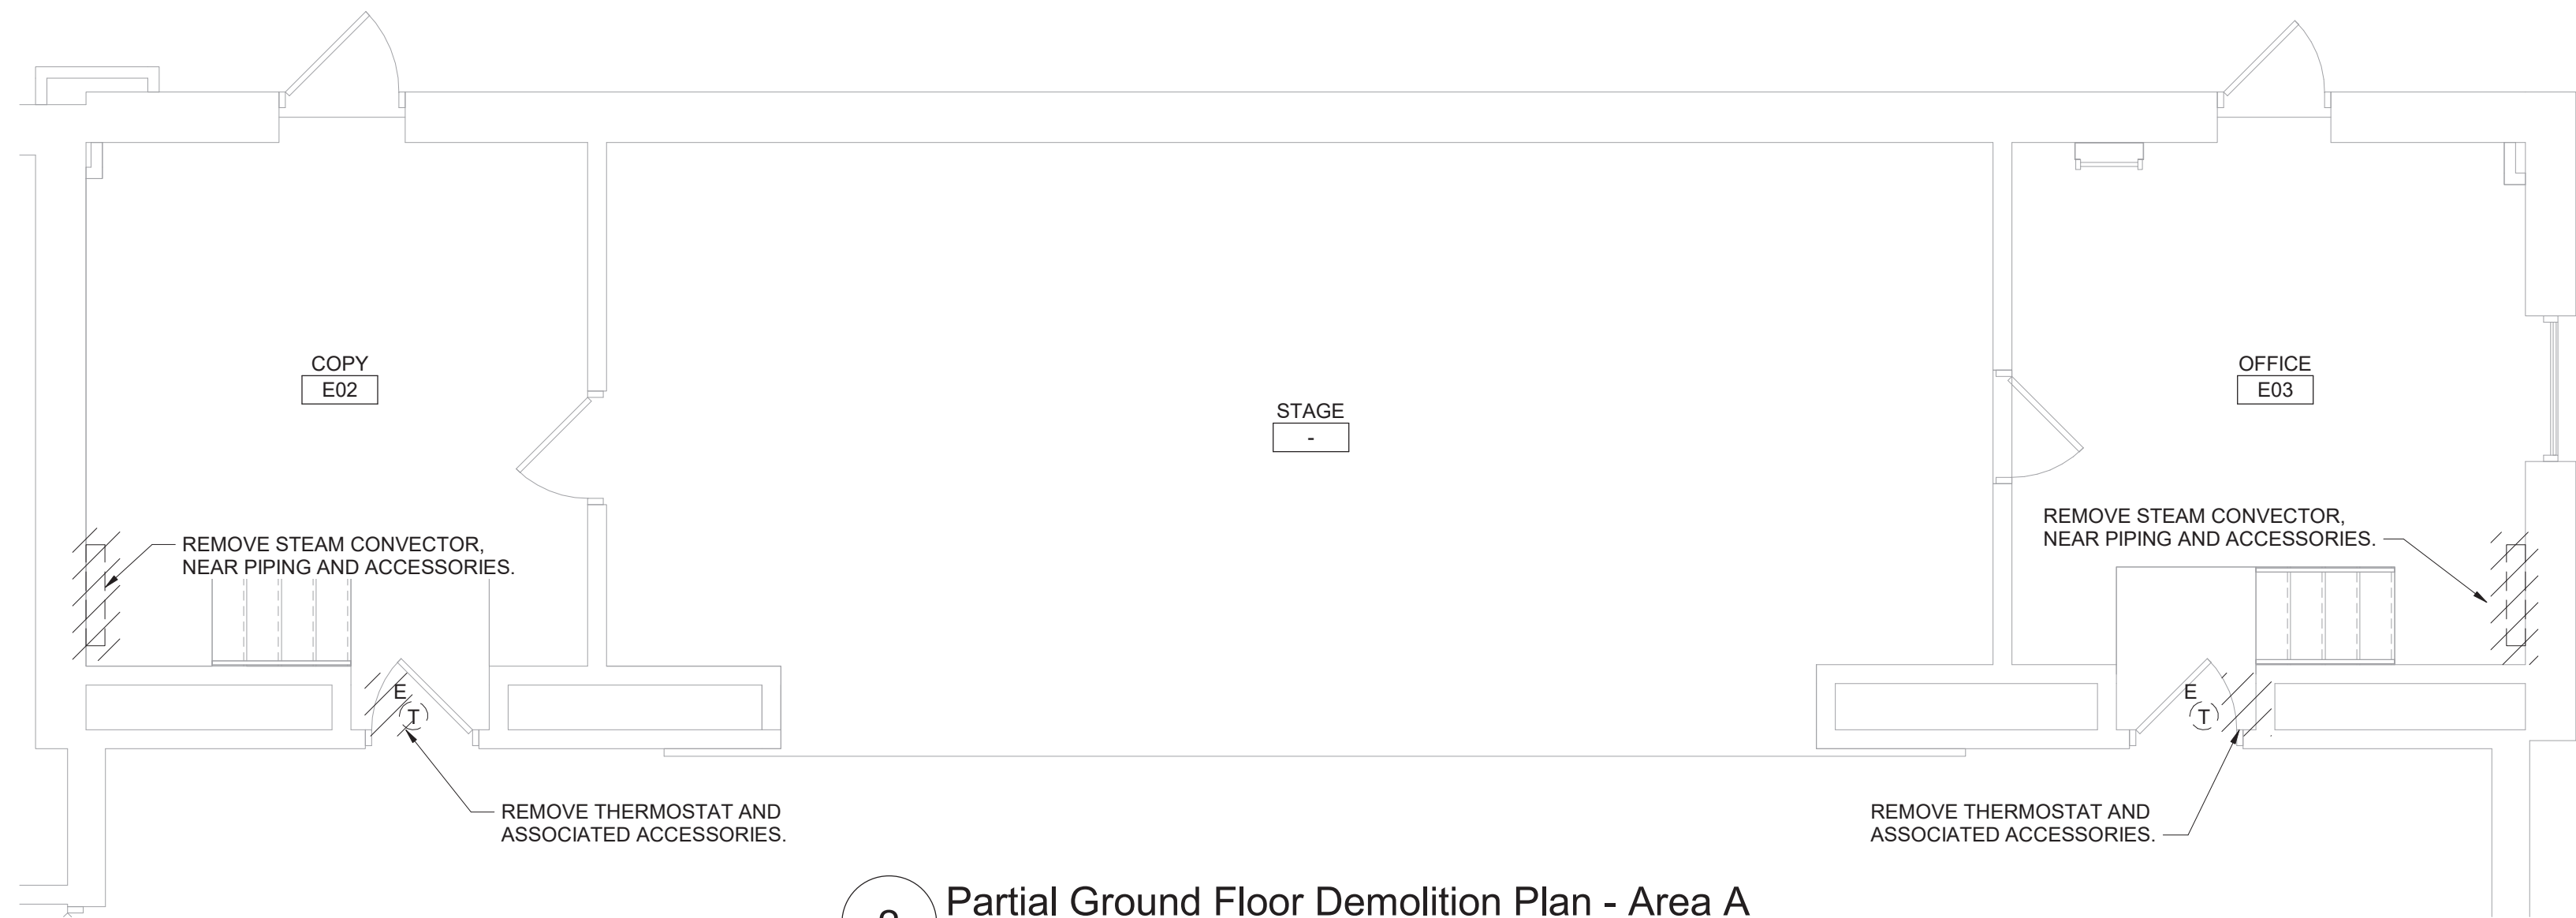 COPY
E02
STAGE
-
OFFICE
E03
REMOVE STEAM CONVECTOR,
NEAR PIPING AND ACCESSORIES.
REMOVE STEAM CONVECTOR,
NEAR PIPING AND ACCESSORIES.
E
T
E
T
REMOVE THERMOSTAT AND
ASSOCIATED ACCESSORIES.
REMOVE THERMOSTAT AND
ASSOCIATED ACCESSORIES.
Partial Ground Floor Demolition Plan - Area A